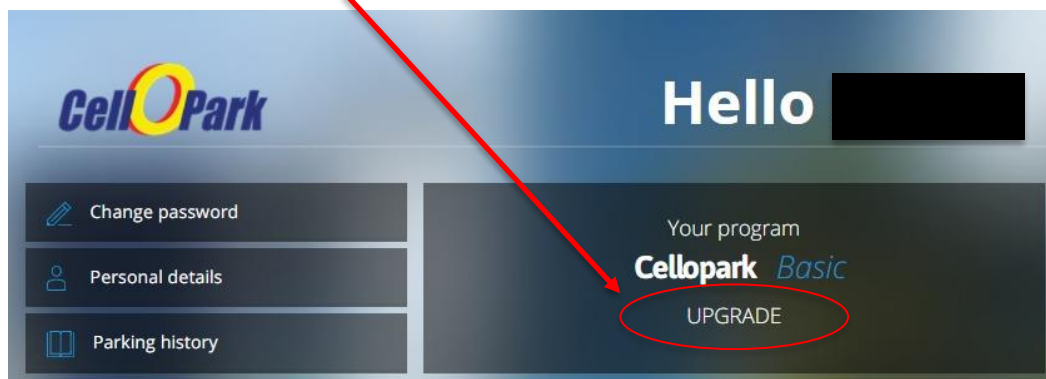 CellOPark
Hello
Change password
Personal details
Parking history
Your program
Cellopark Basic
UPGRADE